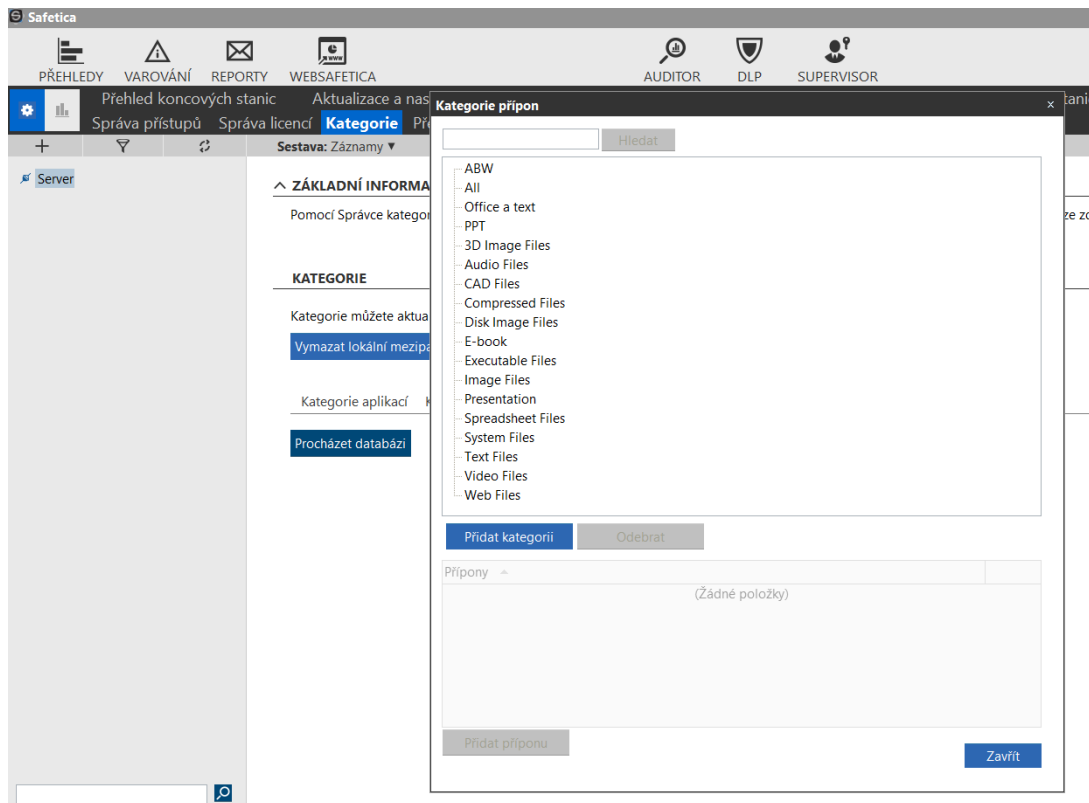 Safetica
PŘEHLEDY VAROVÁNÍ REPORTY WEBSAFETICA AUDITOR DLP SUPERVISOR
Přehled koncových stanic Aktualizace a nas
Správa přístupů Správa licencí Kategorie Pře
Sestava: Záznamy
Server
ZÁKLADNÍ INFORMA
Pomocí Správce kategor
KATEGORIE
Kategorie můžete aktua
Vymazat lokální mezipa
Kategorie aplikací K
Procházet databázi
Kategorie přípon x
Hledat
ABW
All
Office a text
PPT
3D Image Files
Audio Files
CAD Files
Compressed Files
Disk Image Files
E-book
Executable Files
Image Files
Presentation
Spreadsheet Files
System Files
Text Files
Video Files
Web Files
Přidat kategorii Odebrat
Přípony
(Žádné položky)
Přidat příponu
Zavřít
tani
ze zo